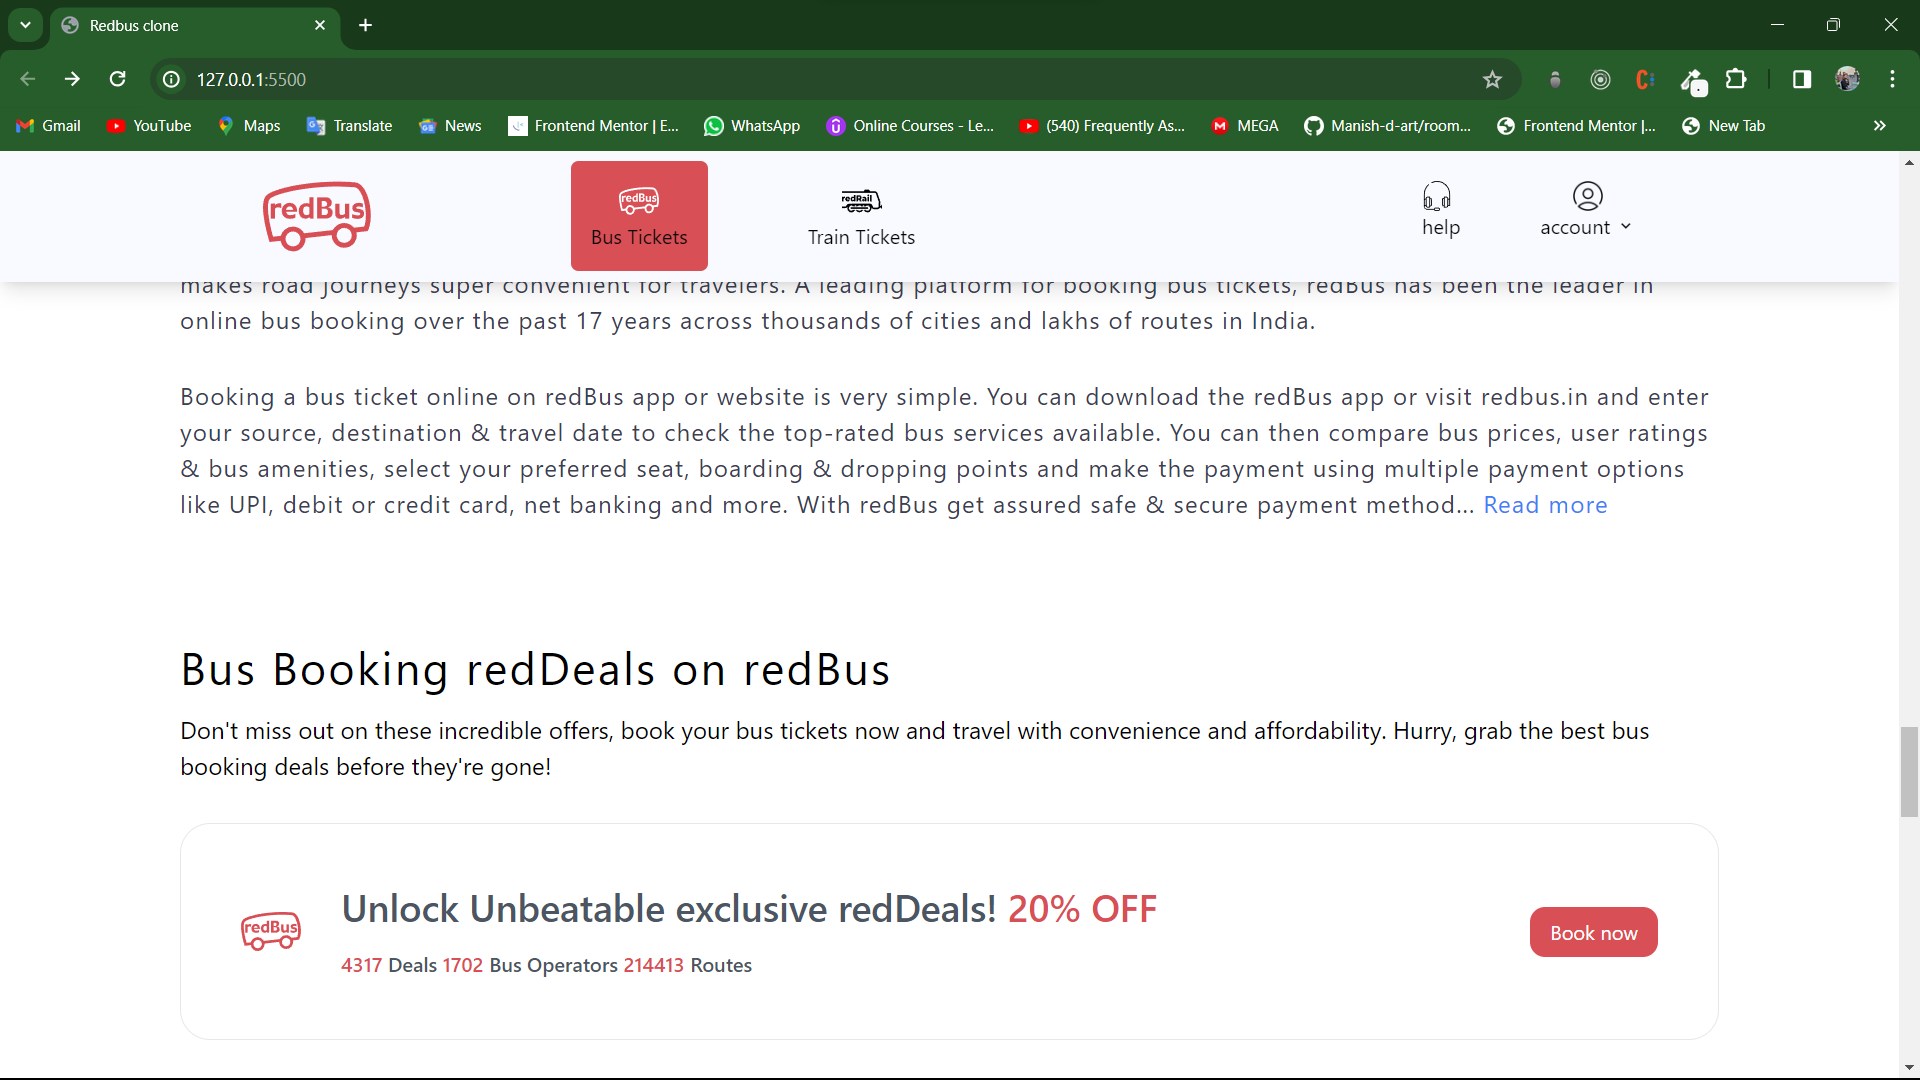 Redbus clone
127.0.0.1:5500
Gmail YouTube Maps Translate News Frontend Mentor | E... WhatsApp Online Courses - Le... (540) Frequently As... MEGA Manish-d-art/room... Frontend Mentor |... New Tab
redBus
redBus
Bus Tickets
redRail
Train Tickets
help
account
makes road journeys super convenient for travelers. A leading platform for booking bus tickets, redBus has been the leader in
online bus booking over the past 17 years across thousands of cities and lakhs of routes in India.
Booking a bus ticket online on redBus app or website is very simple. You can download the redBus app or visit redbus.in and enter
your source, destination & travel date to check the top-rated bus services available. You can then compare bus prices, user ratings
& bus amenities, select your preferred seat, boarding & dropping points and make the payment using multiple payment options
like UPI, debit or credit card, net banking and more. With redBus get assured safe & secure payment method... Read more
Bus Booking redDeals on redBus
Don't miss out on these incredible offers, book your bus tickets now and travel with convenience and affordability. Hurry, grab the best bus
booking deals before they're gone!
redBus
Unlock Unbeatable exclusive redDeals! 20% OFF
4317 Deals 1702 Bus Operators 214413 Routes
Book now